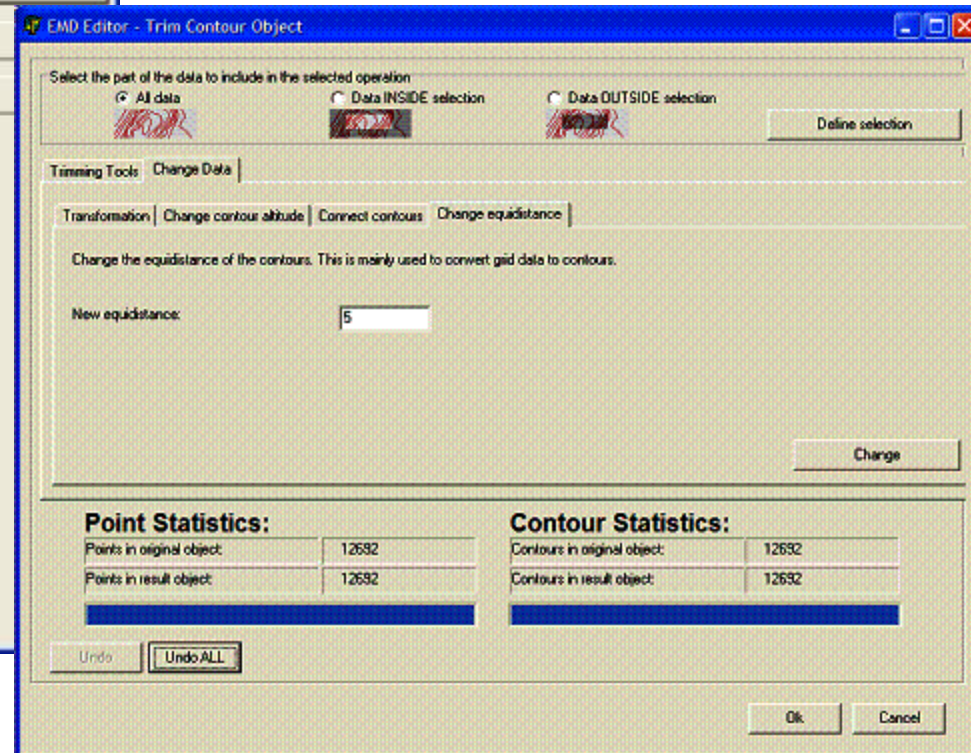 EMD Editor - Trim Contour Object
Select the part of the data to include in the selected operation
All data Data INSIDE selection Data OUTSIDE selection
Define selection
Trimming Tools Change Data
Transformation Change contour altitude Connect contours Change equidistance
Change the equidistance of the contours. This is mainly used to convert grid data to contours.
New equidistance: 5
Change
Point Statistics: Contour Statistics:
Points in original object: 12692 Contours in original object: 12692
Points in result object: 12692 Contours in result object: 12692
Undo Undo ALL
Ok Cancel